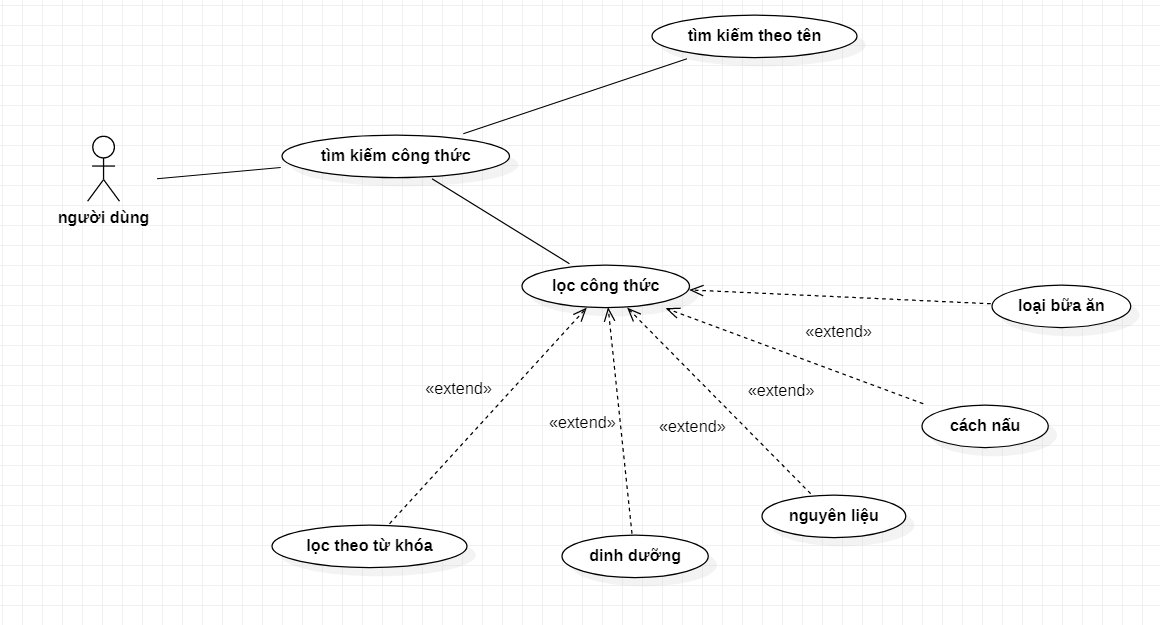 tìm kiếm theo tên
tìm kiếm công thức
người dùng
lọc công thức
loại bữa ăn
«extend»
«extend»
«extend»
«extend»
«extend»
cách nấu
nguyên liệu
lọc theo từ khóa
dinh dưỡng